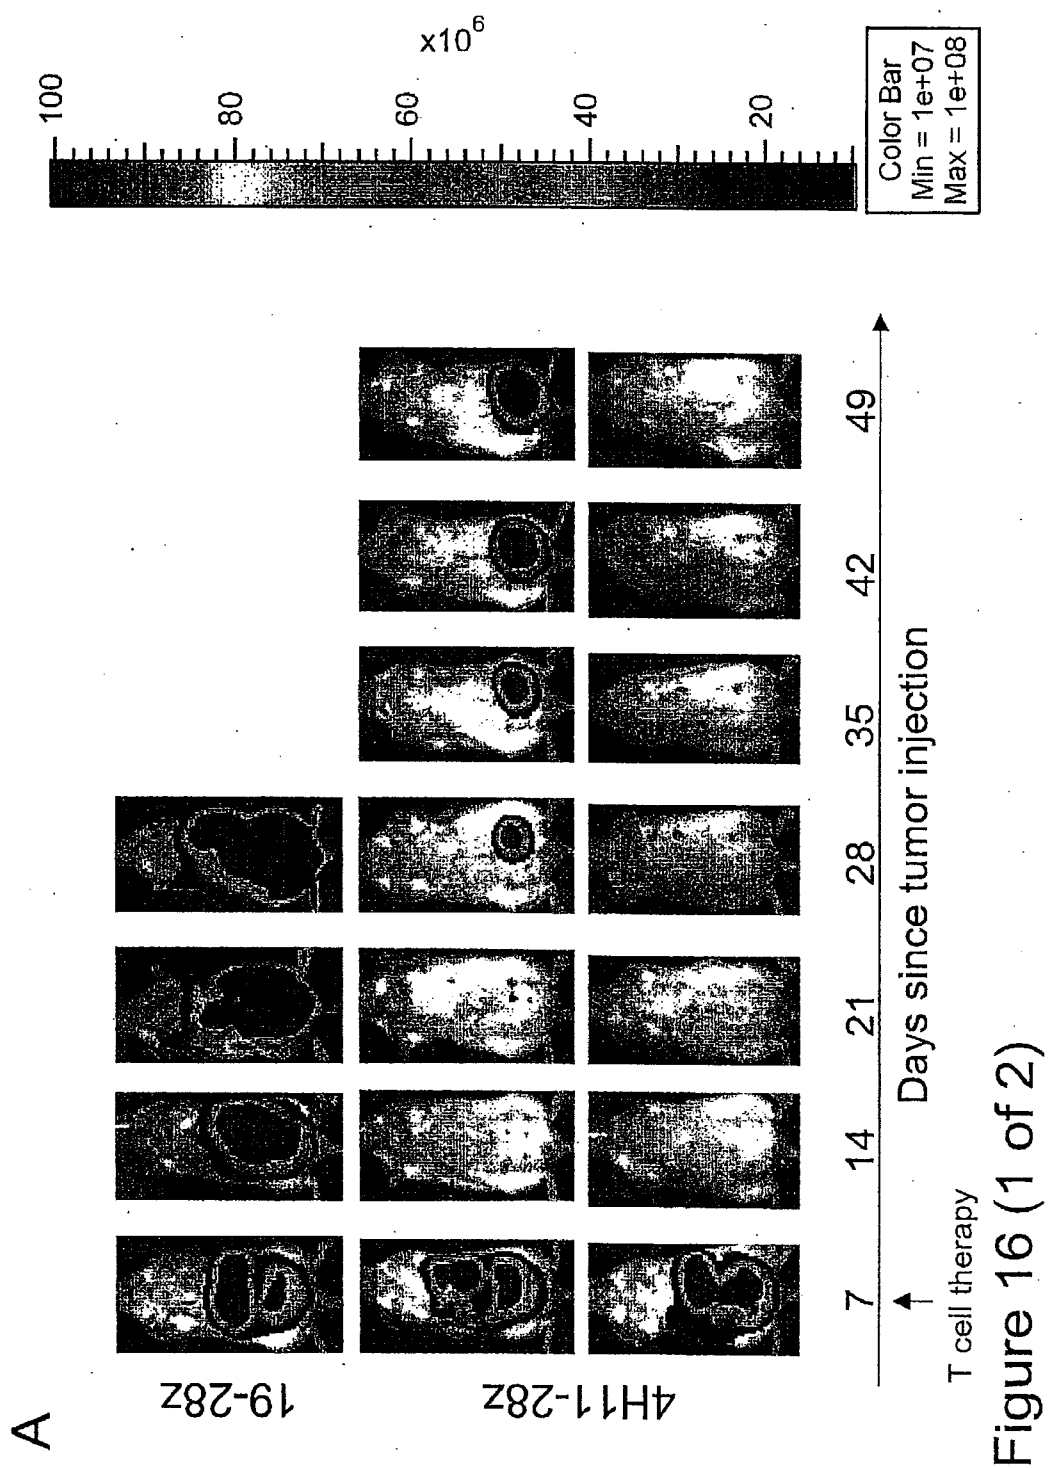 A
19-28z
4H11-28z
7 14 21 28 35 42 49
Days since tumor injection
T cell therapy
x10^6
100
80
60
40
20
Color Bar
Min = 1e+07
Max = 1e+08
Figure 16 (1 of 2)